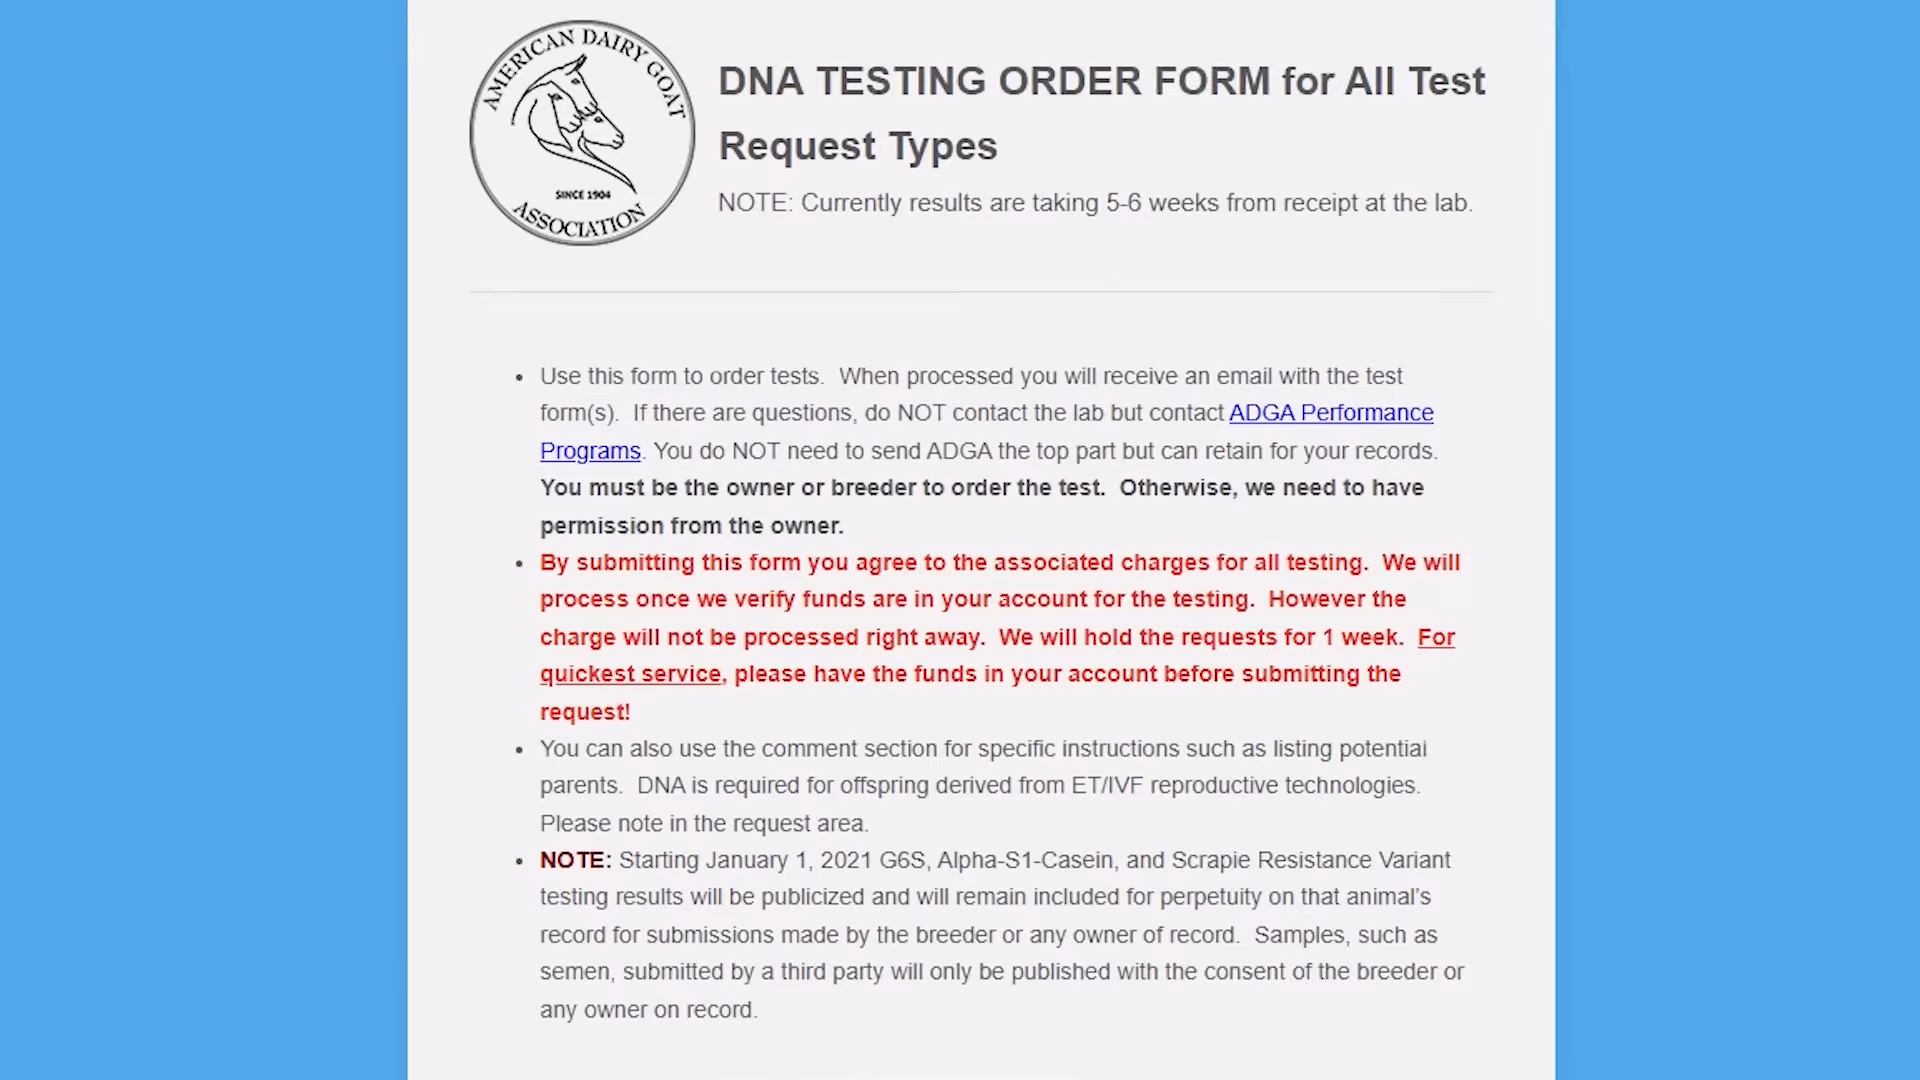 AMERICAN DAIRY GOAT
SINCE 1904
ASSOCIATION
DNA TESTING ORDER FORM for All Test
Request Types
NOTE: Currently results are taking 5-6 weeks from receipt at the lab.
• Use this form to order tests.  When processed you will receive an email with the test
form(s).  If there are questions, do NOT contact the lab but contact ADGA Performance
Programs. You do NOT need to send ADGA the top part but can retain for your records.
You must be the owner or breeder to order the test.  Otherwise, we need to have
permission from the owner.
• By submitting this form you agree to the associated charges for all testing.  We will
process once we verify funds are in your account for the testing.  However the
charge will not be processed right away.  We will hold the requests for 1 week.  For
quickest service, please have the funds in your account before submitting the
request!
• You can also use the comment section for specific instructions such as listing potential
parents.  DNA is required for offspring derived from ET/IVF reproductive technologies.
Please note in the request area.
• NOTE: Starting January 1, 2021 G6S, Alpha-S1-Casein, and Scrapie Resistance Variant
testing results will be publicized and will remain included for perpetuity on that animal's
record for submissions made by the breeder or any owner of record.  Samples, such as
semen, submitted by a third party will only be published with the consent of the breeder or
any owner on record.